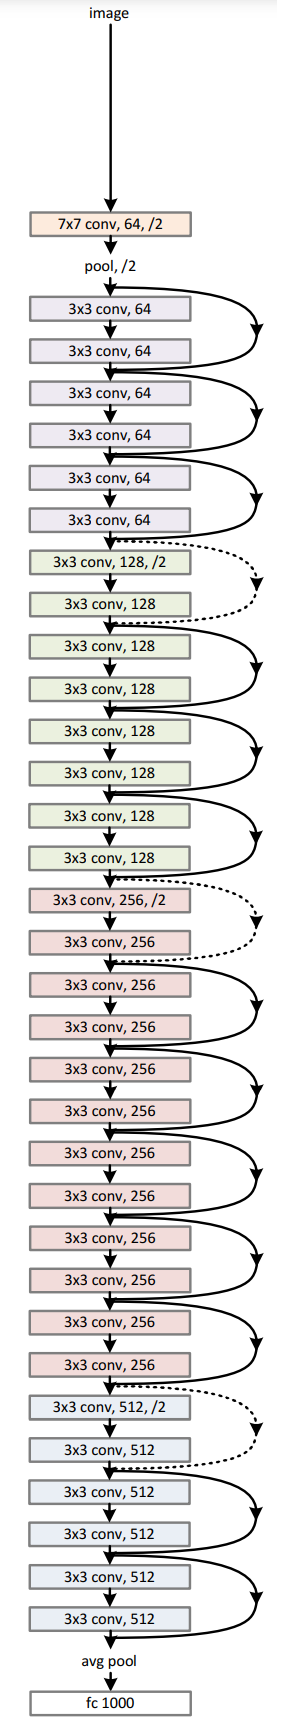 image
7x7 conv, 64, /2
pool, /2
3x3 conv, 64
3x3 conv, 64
3x3 conv, 64
3x3 conv, 64
3x3 conv, 64
3x3 conv, 64
3x3 conv, 128, /2
3x3 conv, 128
3x3 conv, 128
3x3 conv, 128
3x3 conv, 128
3x3 conv, 128
3x3 conv, 128
3x3 conv, 128
3x3 conv, 256, /2
3x3 conv, 256
3x3 conv, 256
3x3 conv, 256
3x3 conv, 256
3x3 conv, 256
3x3 conv, 256
3x3 conv, 256
3x3 conv, 256
3x3 conv, 256
3x3 conv, 256
3x3 conv, 256
3x3 conv, 512, /2
3x3 conv, 512
3x3 conv, 512
3x3 conv, 512
3x3 conv, 512
3x3 conv, 512
avg pool
fc 1000